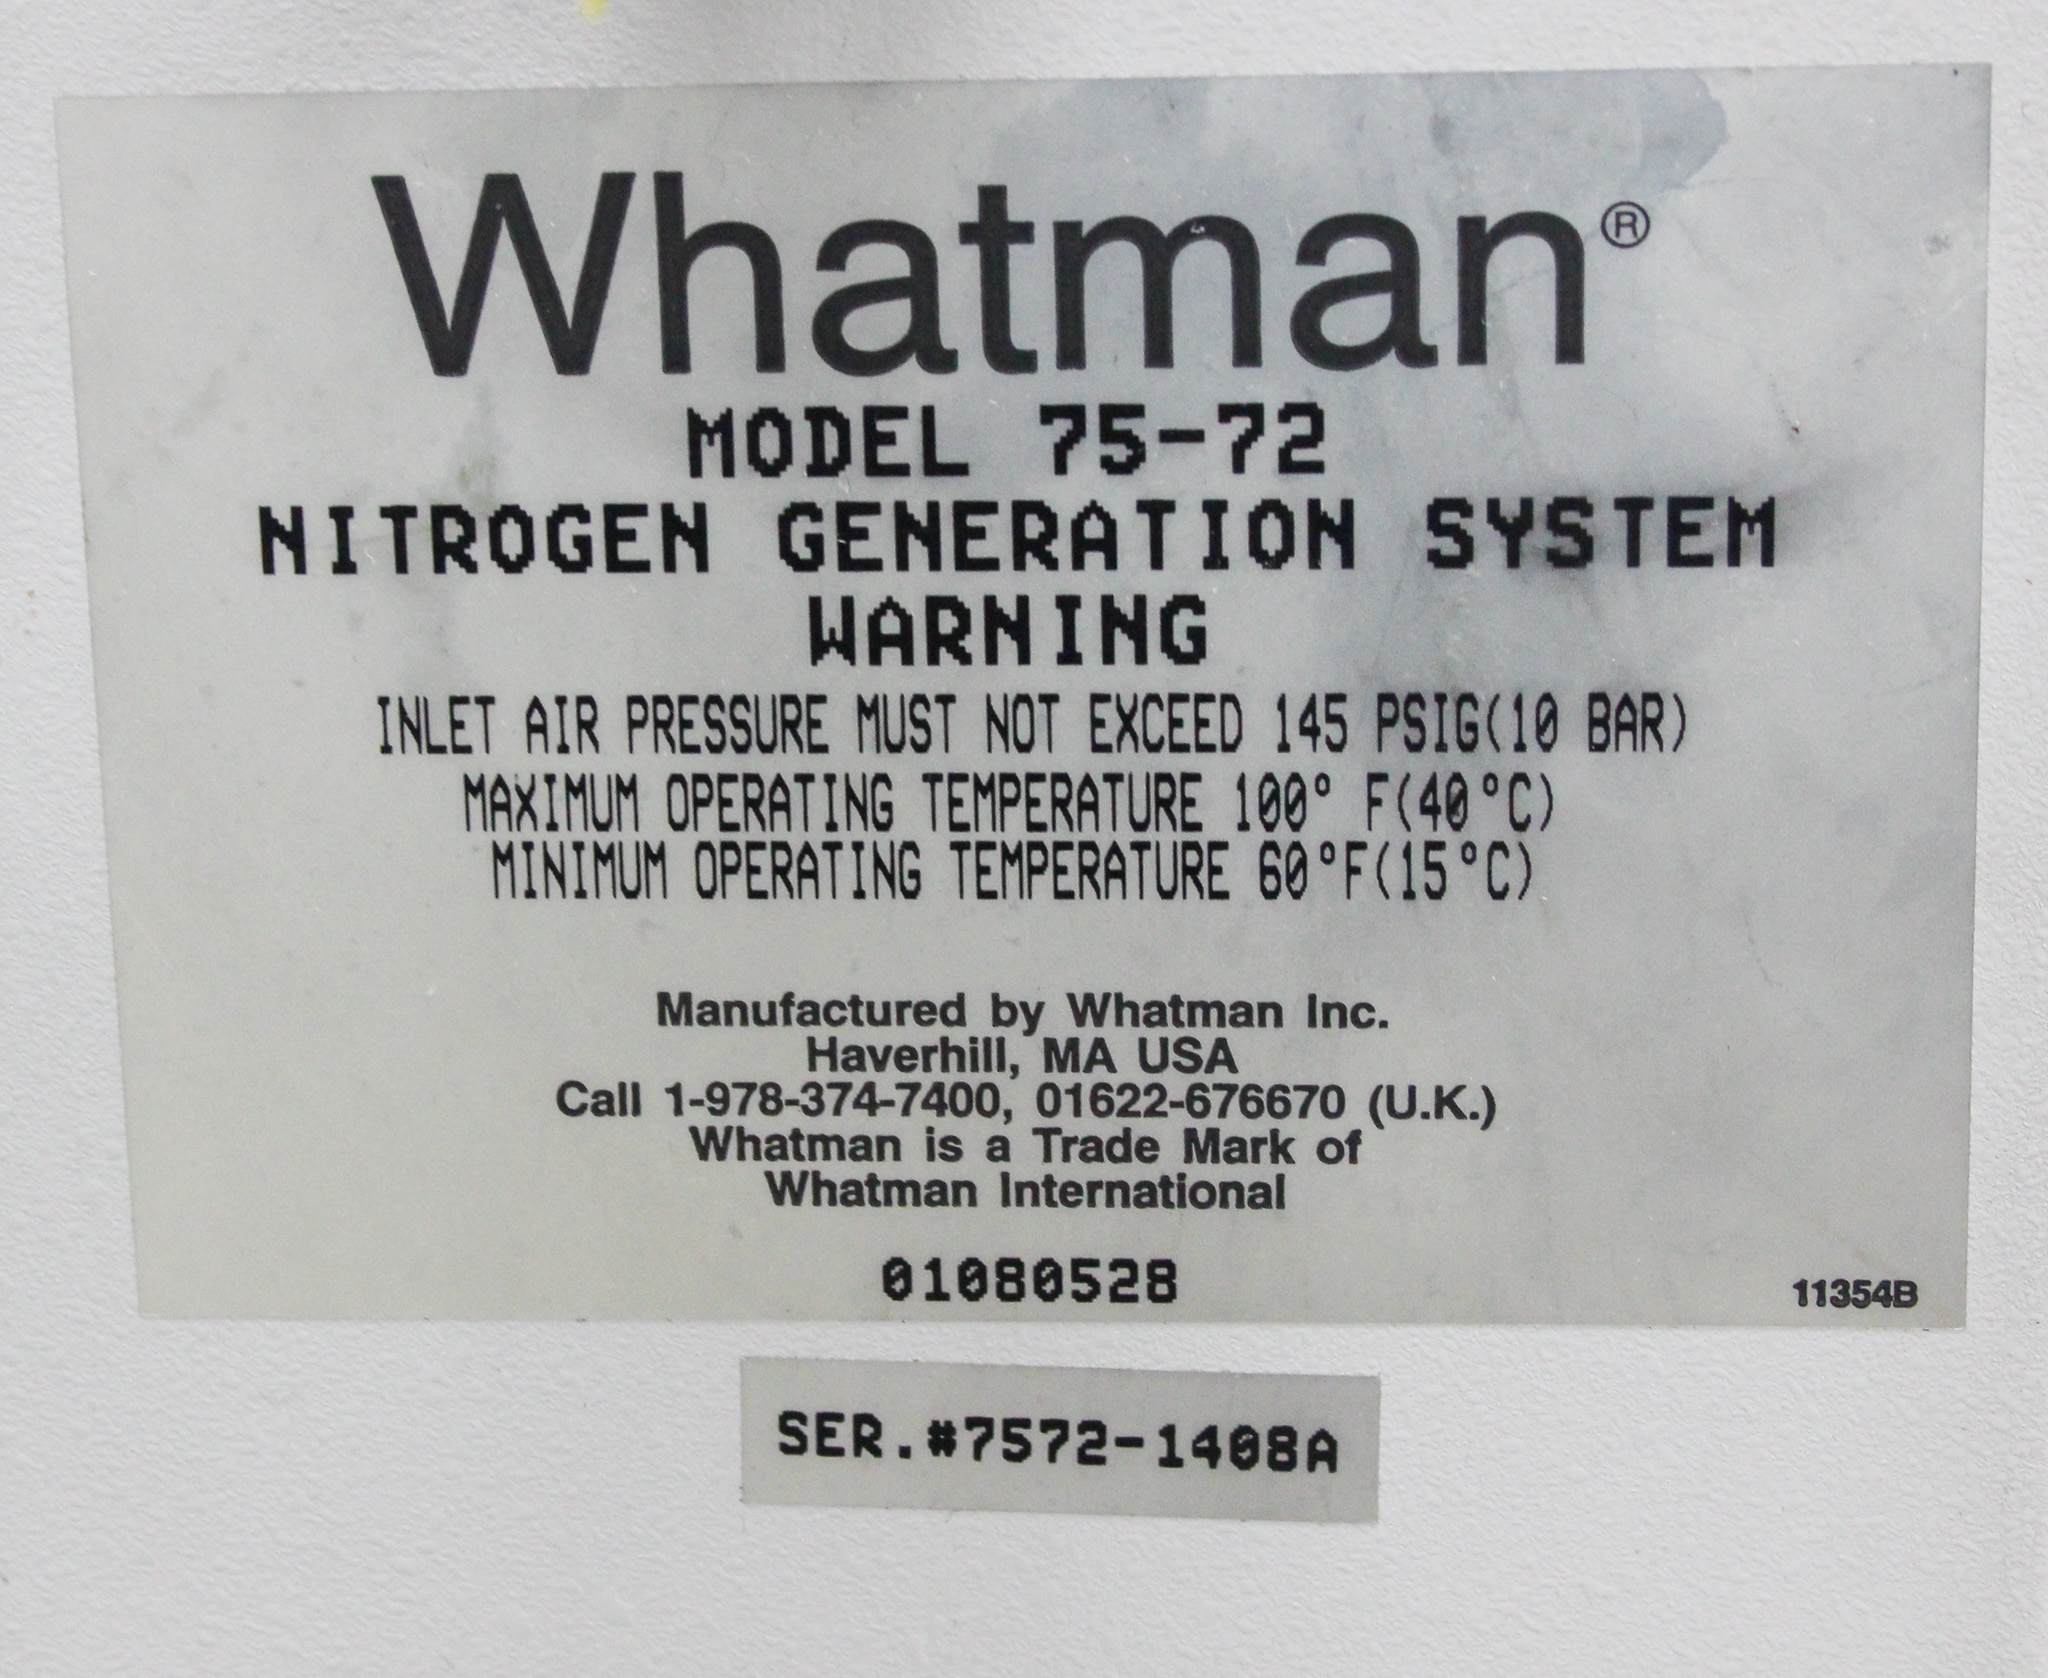 Whatman®
MODEL 75-72
NITROGEN GENERATION SYSTEM
WARNING
INLET AIR PRESSURE MUST NOT EXCEED 145 PSIG(10 BAR)
MAXIMUM OPERATING TEMPERATURE 100° F(40°C)
MINIMUM OPERATING TEMPERATURE 60°F(15°C)
Manufactured by Whatman Inc.
Haverhill, MA USA
Call 1-978-374-7400, 01622-676670 (U.K.)
Whatman is a Trade Mark of
Whatman International
01080528
11354B
SER.#7572-1408A